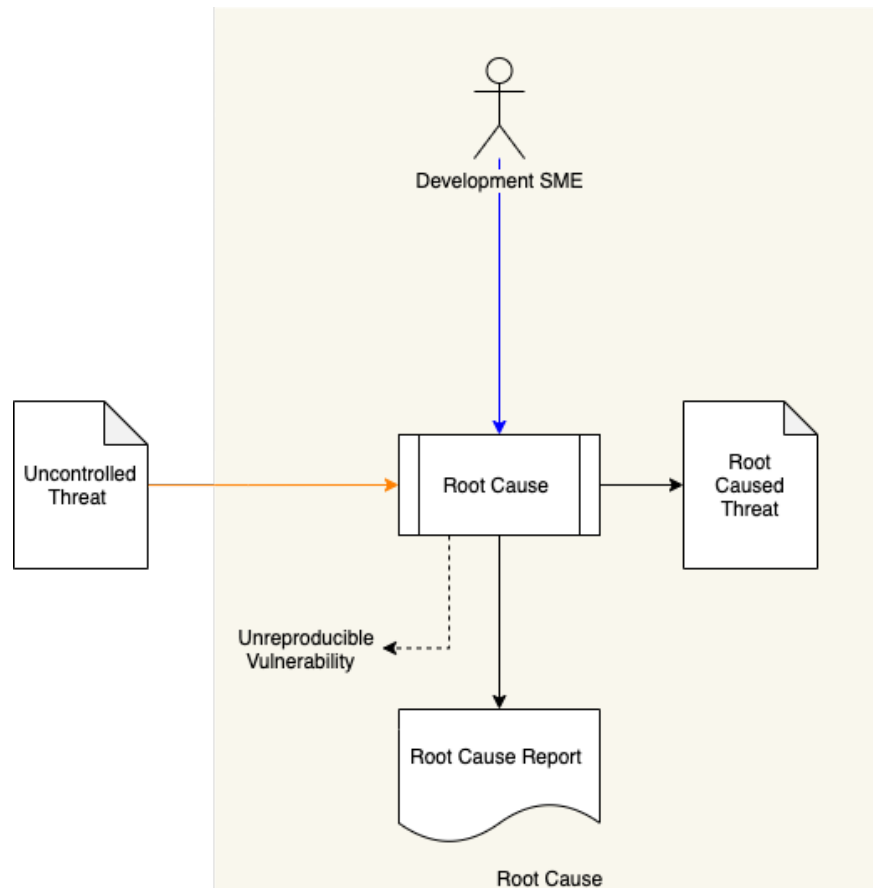 Development SME
Uncontrolled
Threat
Root Cause
Root
Caused
Threat
Unreproducible
Vulnerability
Root Cause Report
Root Cause